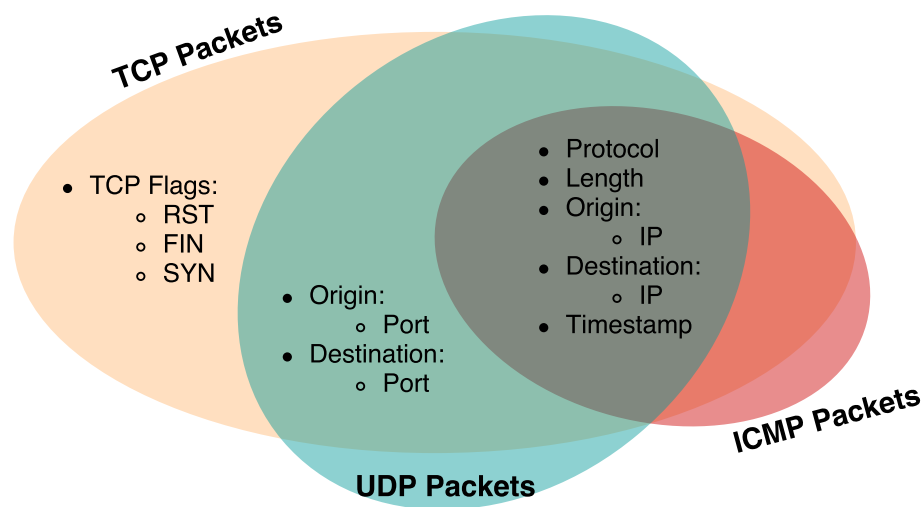 TCP Packets
• TCP Flags:
○ RST
○ FIN
○ SYN
• Origin:
○ Port
• Destination:
○ Port
• Protocol
• Length
• Origin:
○ IP
• Destination:
○ IP
• Timestamp
ICMP Packets
UDP Packets